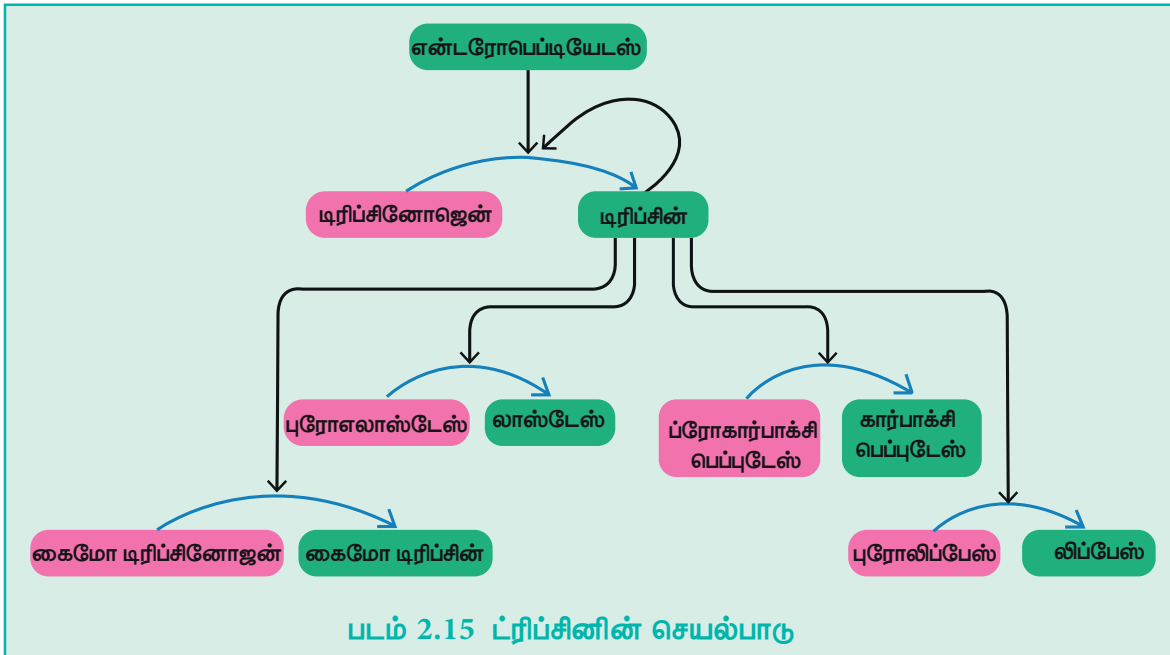 என்டரோபெப்டியேடஸ்
டிரிப்சினோஜென்
டிரிப்சின்
புரோஎலாஸ்டேஸ்
லாஸ்டேஸ்
ப்ரோகார்பாக்சி
பெப்புடேஸ்
கார்பாக்சி
பெப்புடேஸ்
கைமோ டிரிப்சினோஜன்
கைமோ டிரிப்சின்
புரோலிப்பேஸ்
லிப்பேஸ்
படம் 2.15 ட்ரிப்சினின் செயல்பாடு